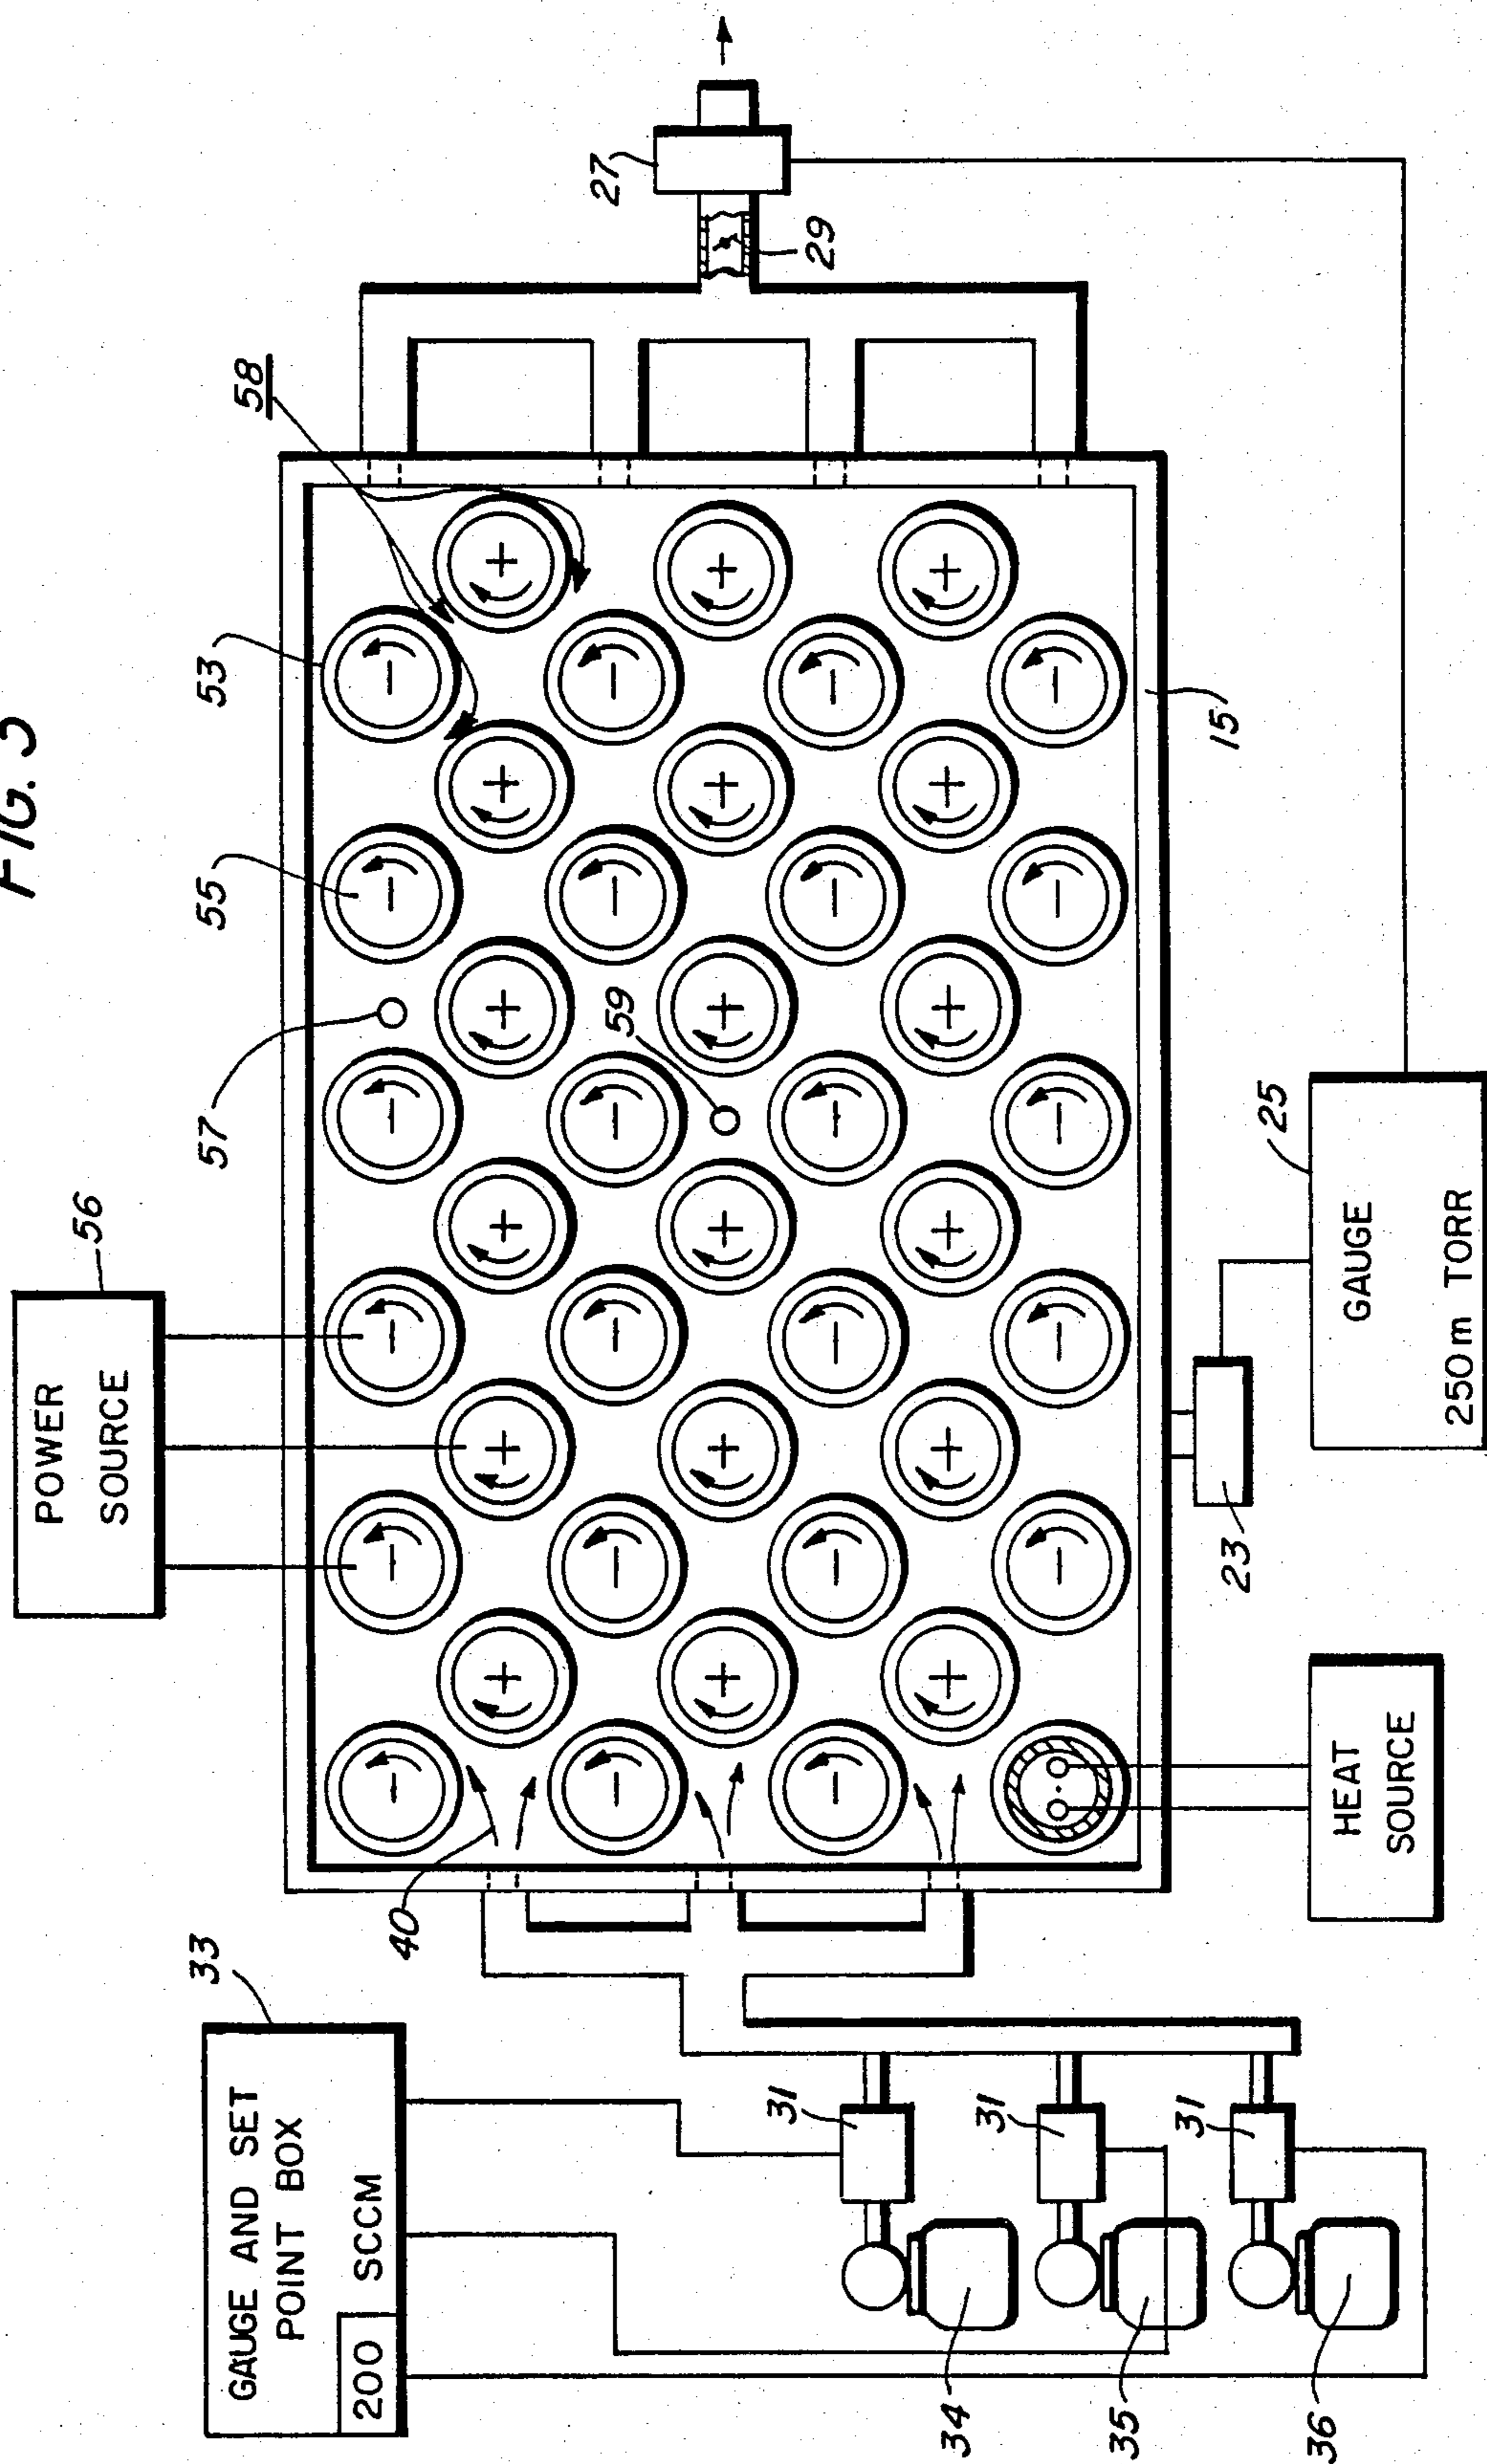 FIG.
POWER
SOURCE
56
33
57
55
53
58
GAUGE AND SET
POINT BOX
200 SCCM
40
59
27
29
31
31
31
34
35
36
23
15
25
HEAT
SOURCE
GAUGE
250m TORR